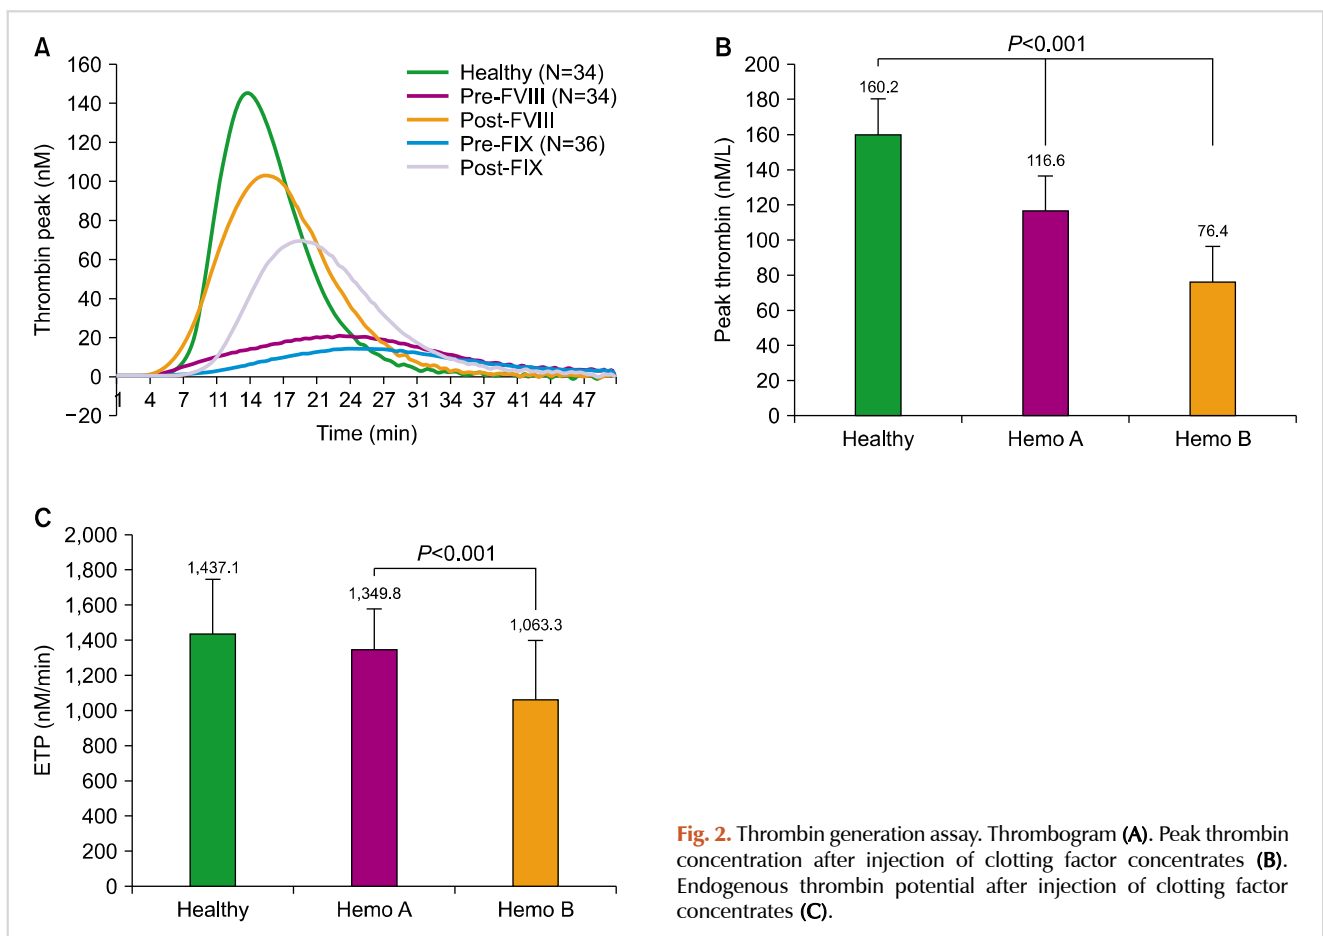 A
160
140
120
100
80
60
40
20
0
−20
Thrombin peak (nM)
1 4 7 11 14 17 21 24 27 31 34 37 41 44 47
Time (min)
Healthy (N=34)
Pre-FVIII (N=34)
Post-FVIII
Pre-FIX (N=36)
Post-FIX
B
P<0.001
200
180
160
140
120
100
80
60
40
20
0
Peak thrombin (nM/L)
160.2
116.6
76.4
Healthy Hemo A Hemo B
C
P<0.001
2,000
1,800
1,600
1,400
1,200
1,000
800
600
400
200
0
ETP (nM/min)
1,437.1
1,349.8
1,063.3
Healthy Hemo A Hemo B
Fig. 2. Thrombin generation assay. Thrombogram (A). Peak thrombin
concentration after injection of clotting factor concentrates (B).
Endogenous thrombin potential after injection of clotting factor
concentrates (C).